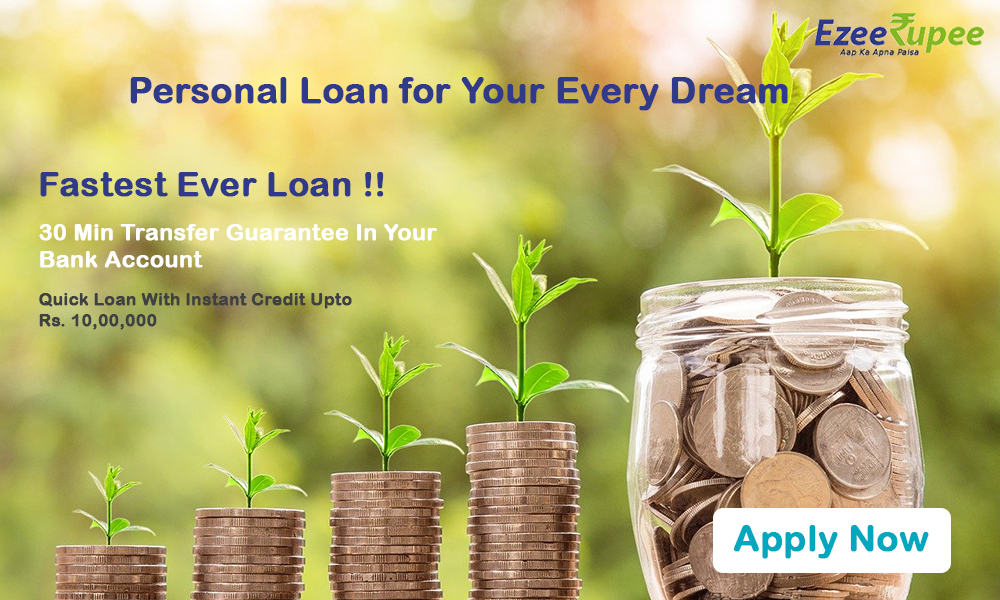 EzeeRupee
Aap Ka Apna Paisa
Personal Loan for Your Every Dream
Fastest Ever Loan !!
30 Min Transfer Guarantee In Your
Bank Account
Quick Loan With Instant Credit Upto
Rs. 10,00,000
Apply Now